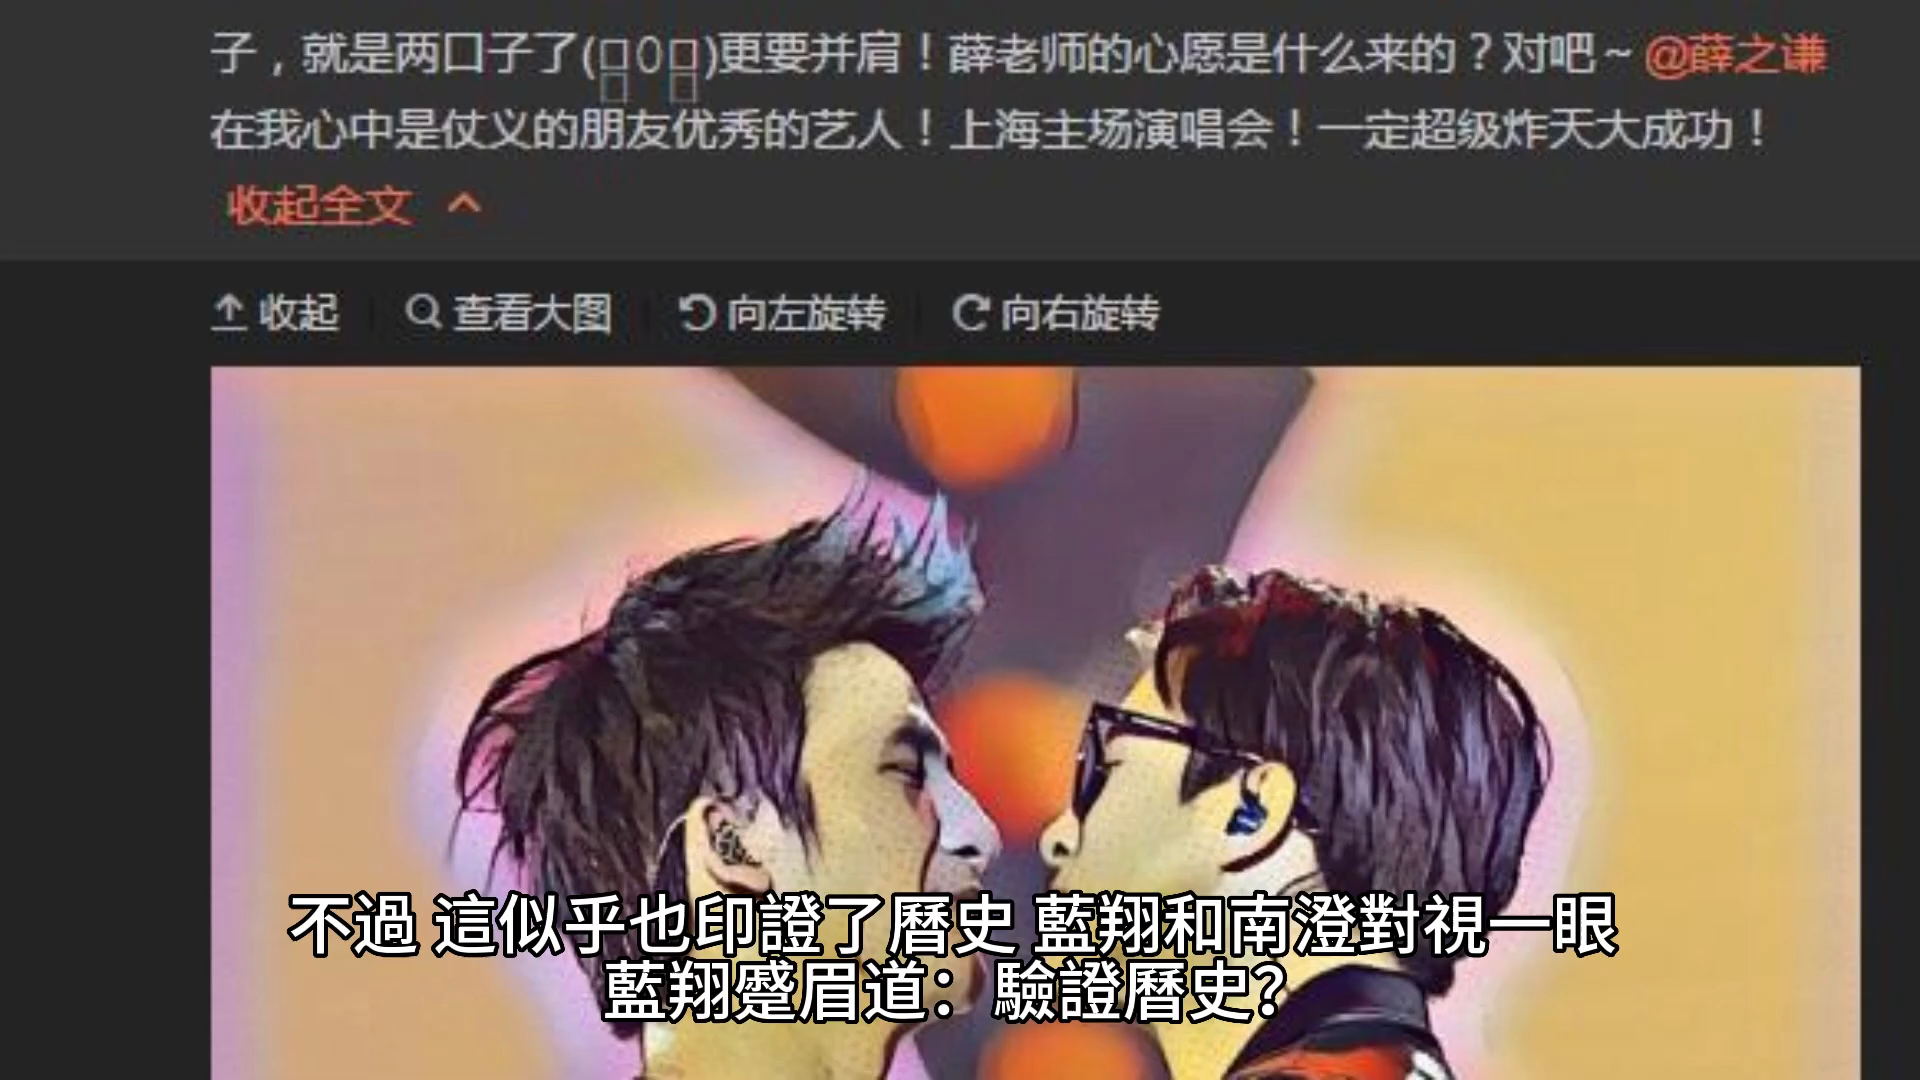 子，就是两口子了(　0　)更要并肩！薛老师的心愿是什么来的？对吧～@薛之谦
在我心中是仗义的朋友优秀的艺人！上海主场演唱会！一定超级炸天大成功！
收起全文
收起 查看大图 向左旋转 向右旋转
不過 這似乎也印證了曆史 藍翔和南澄對視一眼
藍翔蹙眉道：驗證曆史?